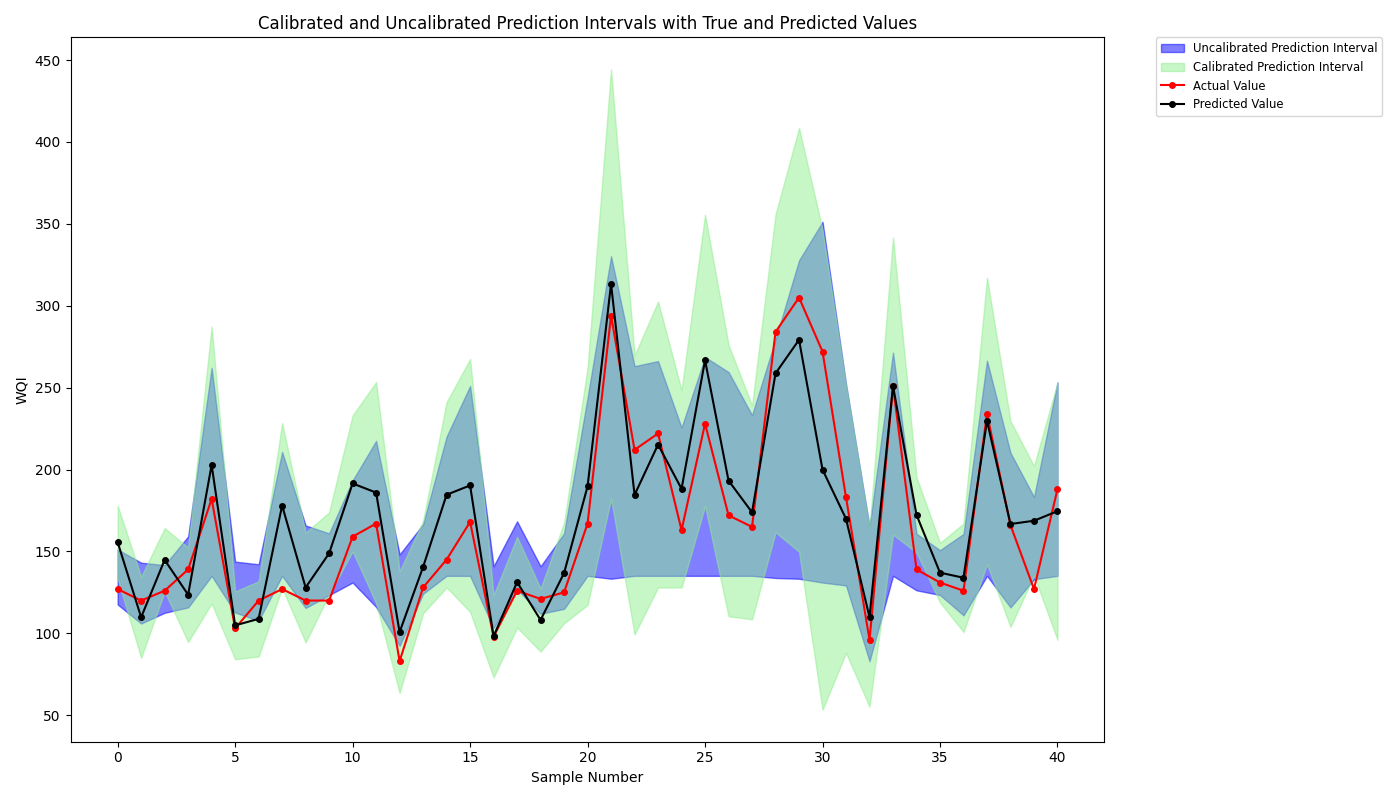 Calibrated and Uncalibrated Prediction Intervals with True and Predicted Values
Uncalibrated Prediction Interval
Calibrated Prediction Interval
Actual Value
Predicted Value
WQI
450
400
350
300
250
200
150
100
50
0 5 10 15 20 25 30 35 40
Sample Number